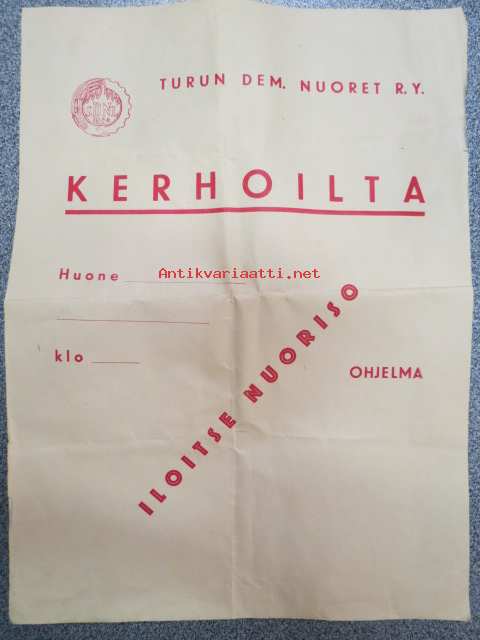 TURUN DEM. NUORET R.Y.
KERHOILTA
Huone
Antikvariaatti.net
klo
OHJELMA
ILOITSE NUORISO